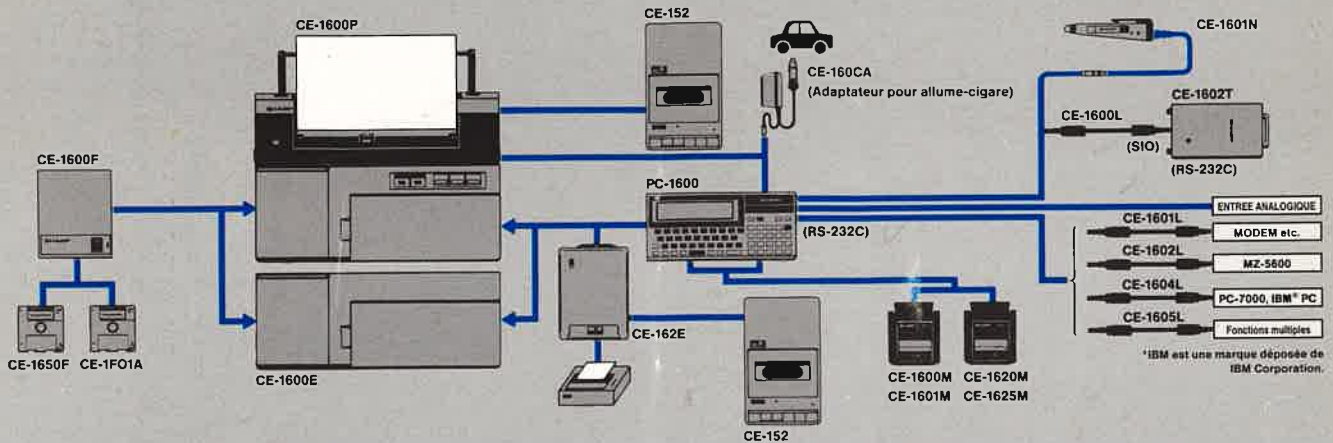 CE-1600P
CE-152
CE-160CA
(Adaptateur pour allume-cigare)
CE-1601N
CE-1602T
CE-1600L
(SIO)
(RS-232C)
CE-1600F
PC-1600
(RS-232C)
ENTREE ANALOGIQUE
CE-1601L
MODEM etc.
CE-1602L
MZ-5600
CE-1604L
PC-7000, IBM® PC
CE-1605L
Fonctions multiples
*IBM est une marque déposée de
IBM Corporation.
CE-1650F
CE-1FO1A
CE-1600E
CE-162E
CE-152
CE-1600M
CE-1601M
CE-1620M
CE-1625M